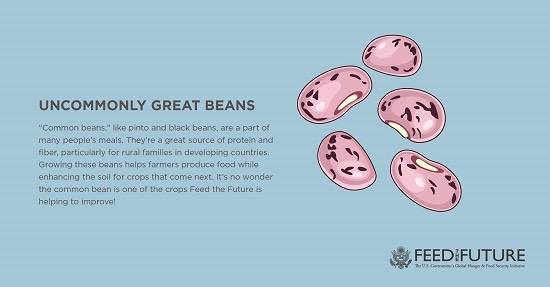 UNCOMMONLY GREAT BEANS
"Common beans," like pinto and black beans, are a part of
many people's meals. They're a great source of protein and
fiber, particularly for rural families in developing countries.
Growing these beans helps farmers produce food while
enhancing the soil for crops that come next. It's no wonder
the common bean is one of the crops Feed the Future is
helping to improve!
FEED THE FUTURE
The U.S. Government's Global Hunger & Food Security Initiative